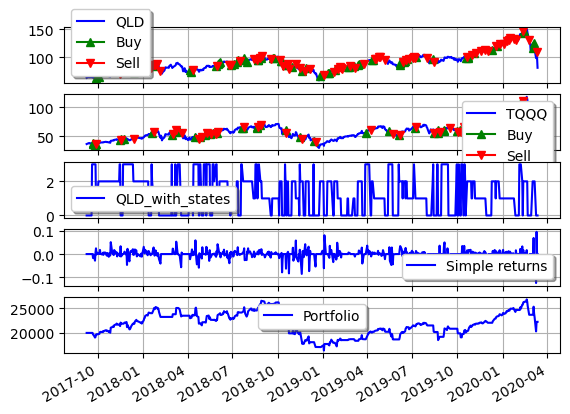 QLD
Buy
Sell
150
100
TQQQ
Buy
Sell
100
50
QLD_with_states
2
0
Simple returns
0.1
0.0
−0.1
Portfolio
25000
20000
2017-10
2018-01
2018-04
2018-07
2018-10
2019-01
2019-04
2019-07
2019-10
2020-01
2020-04